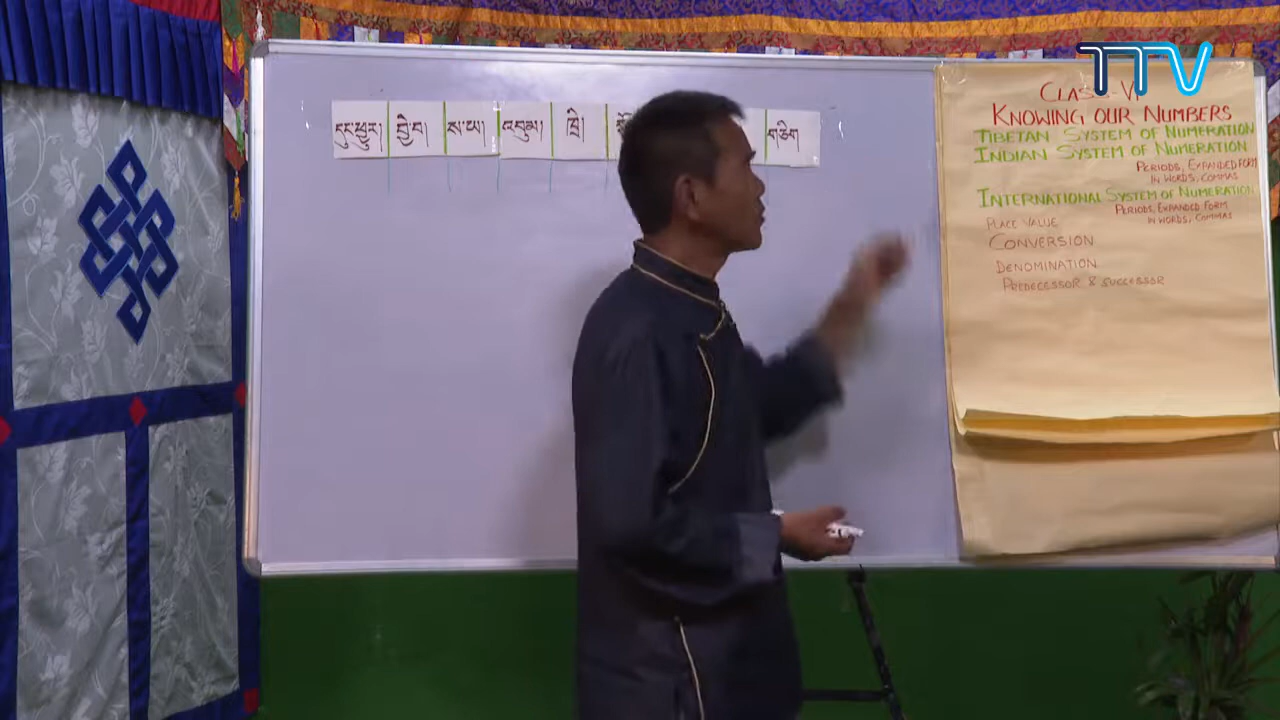 TTV
དུང་ཕྱུར། བྱེ་བ། ས་ཡ། འབུམ། ཁྲི། གཅིག
CLASS-VI
KNOWING OUR NUMBERS
TIBETAN SYSTEM OF NUMERATION
INDIAN SYSTEM OF NUMERATION
PERIODS, EXPANDED FORM
IN WORDS, COMMAS
INTERNATIONAL SYSTEM OF NUMERATION
PERIODS, EXPANDED FORM
IN WORDS, COMMAS
PLACE VALUE
CONVERSION
DENOMINATION
PREDECESSOR & SUCCESSOR